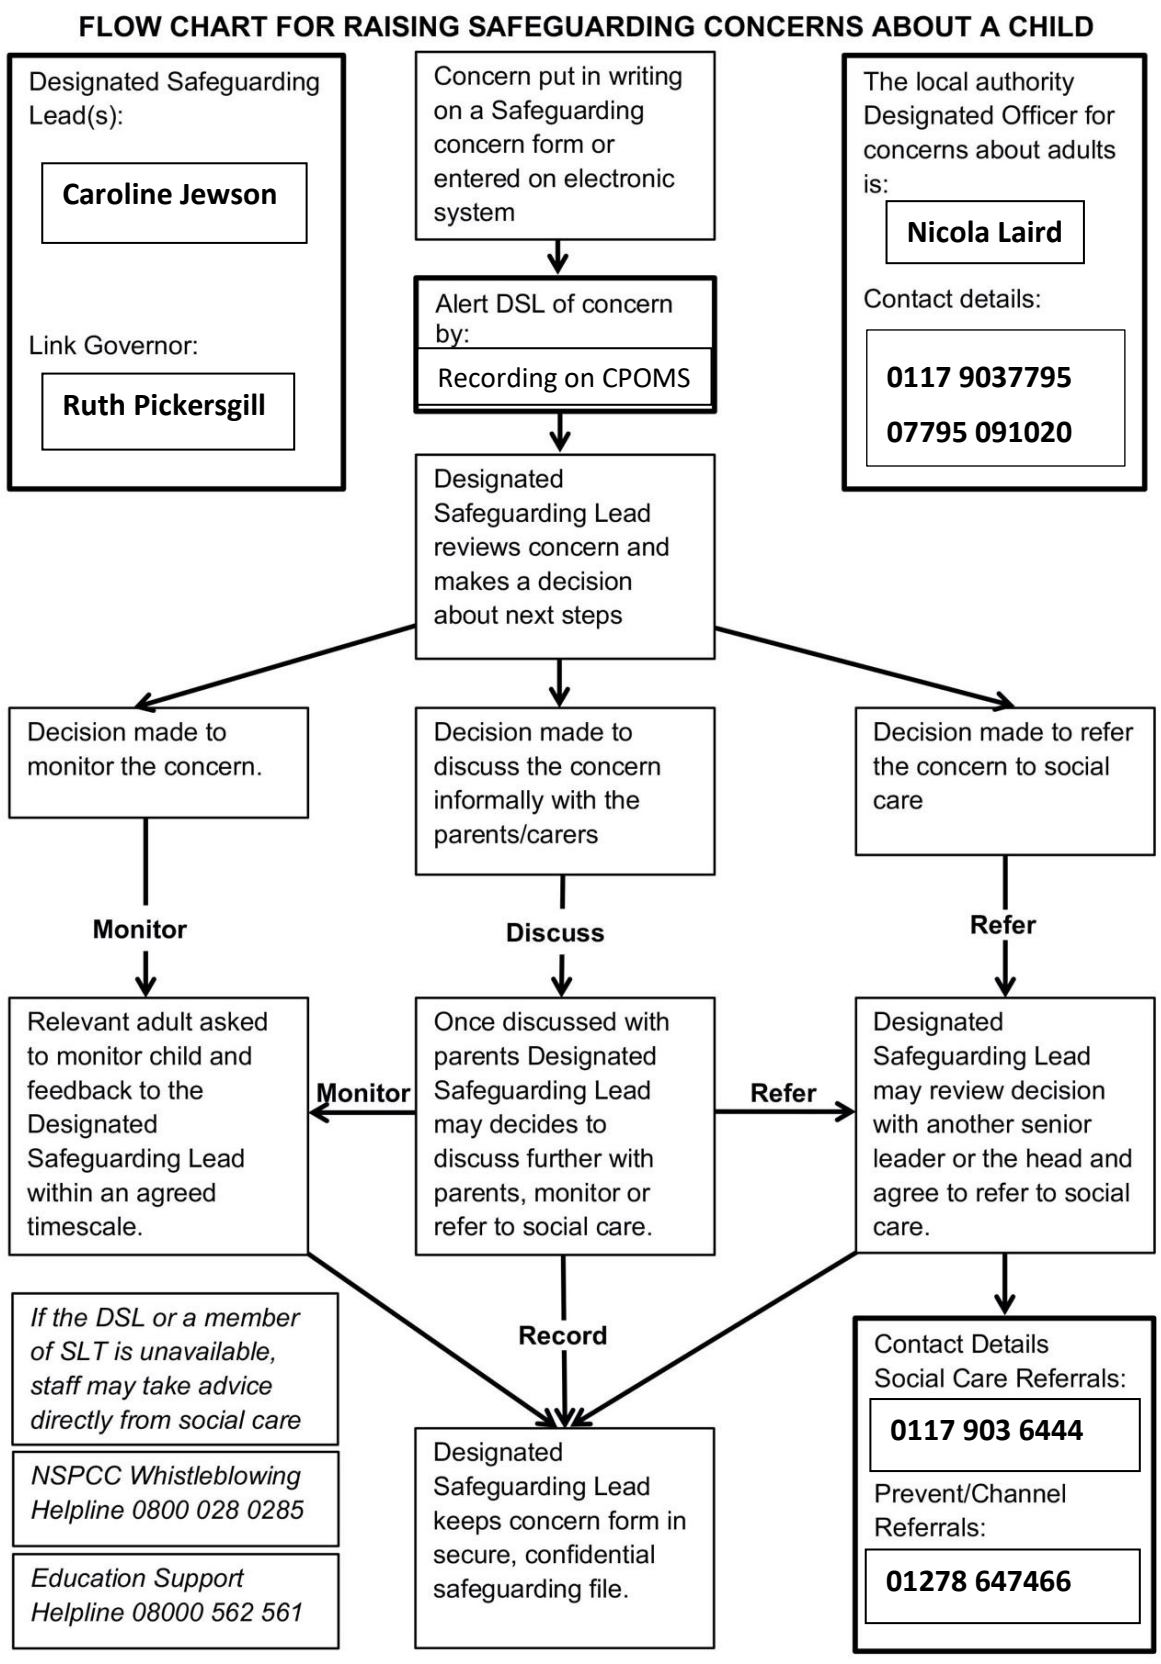 FLOW CHART FOR RAISING SAFEGUARDING CONCERNS ABOUT A CHILD
Designated Safeguarding
Lead(s):
Caroline Jewson
Link Governor:
Ruth Pickersgill
Concern put in writing
on a Safeguarding
concern form or
entered on electronic
system
The local authority
Designated Officer for
concerns about adults
is:
Nicola Laird
Contact details:
0117 9037795
07795 091020
Alert DSL of concern
by:
Recording on CPOMS
Designated
Safeguarding Lead
reviews concern and
makes a decision
about next steps
Decision made to
monitor the concern.
Decision made to
discuss the concern
informally with the
parents/carers
Decision made to refer
the concern to social
care
Monitor
Discuss
Refer
Relevant adult asked
to monitor child and
feedback to the
Designated
Safeguarding Lead
within an agreed
timescale.
Monitor
Once discussed with
parents Designated
Safeguarding Lead
may decides to
discuss further with
parents, monitor or
refer to social care.
Refer
Designated
Safeguarding Lead
may review decision
with another senior
leader or the head and
agree to refer to social
care.
If the DSL or a member
of SLT is unavailable,
staff may take advice
directly from social care
NSPCC Whistleblowing
Helpline 0800 028 0285
Education Support
Helpline 08000 562 561
Record
Designated
Safeguarding Lead
keeps concern form in
secure, confidential
safeguarding file.
Contact Details
Social Care Referrals:
0117 903 6444
Prevent/Channel
Referrals:
01278 647466